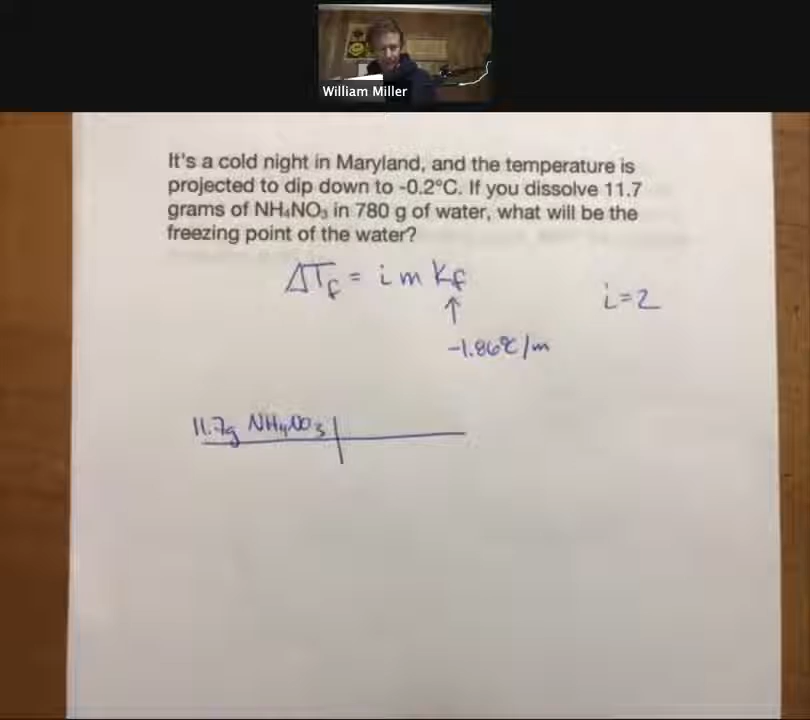 William Miller
It's a cold night in Maryland, and the temperature is
projected to dip down to -0.2°C. If you dissolve 11.7
grams of NH₄NO₃ in 780 g of water, what will be the
freezing point of the water?
ΔTf = i m Kf
i=2
↑
-1.86℃/m
11.7g NH₄NO₃